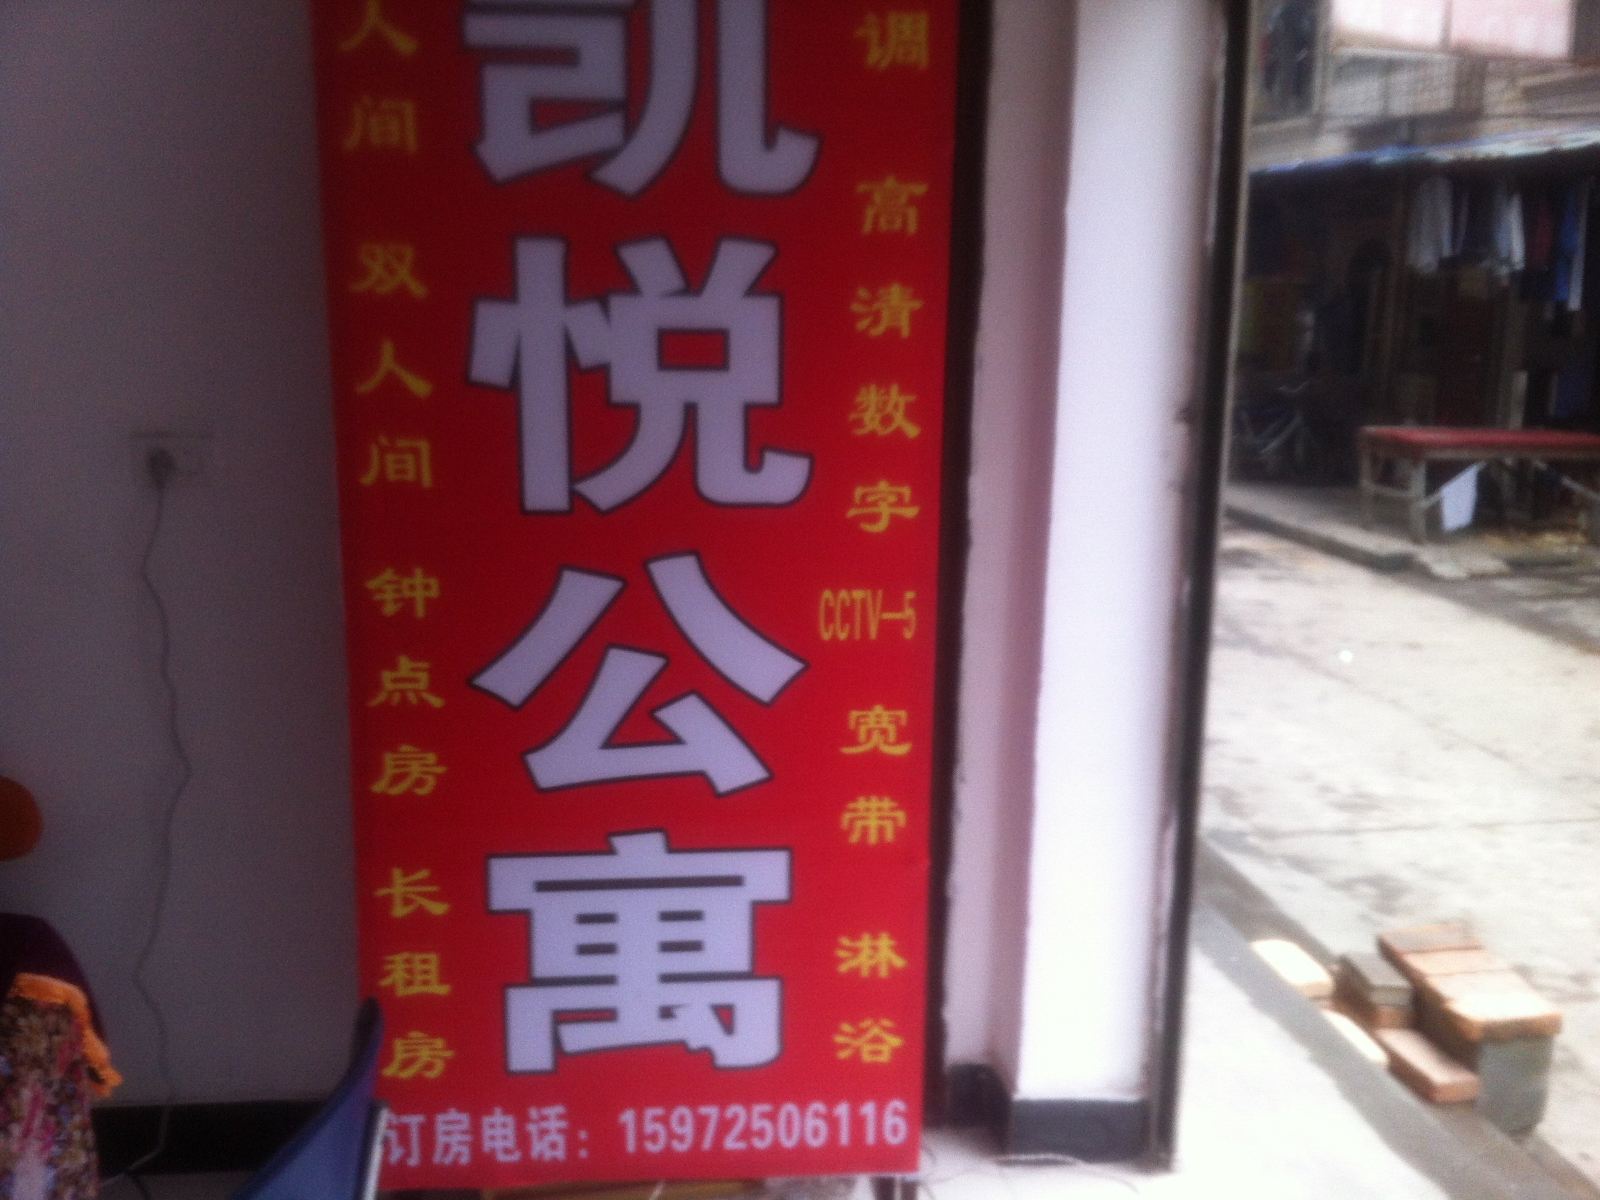 人间 双人间 钟点房 长租房
凯悦公寓
调 高清数字 CCTV-5 宽带 淋浴
订房电话：15972506116